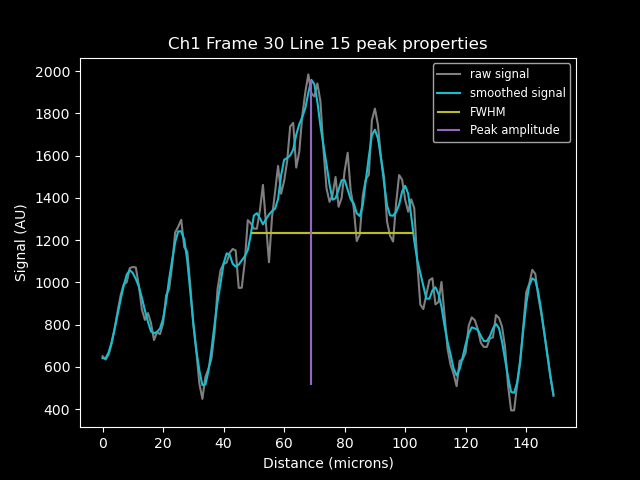 Ch1 Frame 30 Line 15 peak properties
raw signal
smoothed signal
FWHM
Peak amplitude
Signal (AU)
2000
1800
1600
1400
1200
1000
800
600
400
0 20 40 60 80 100 120 140
Distance (microns)